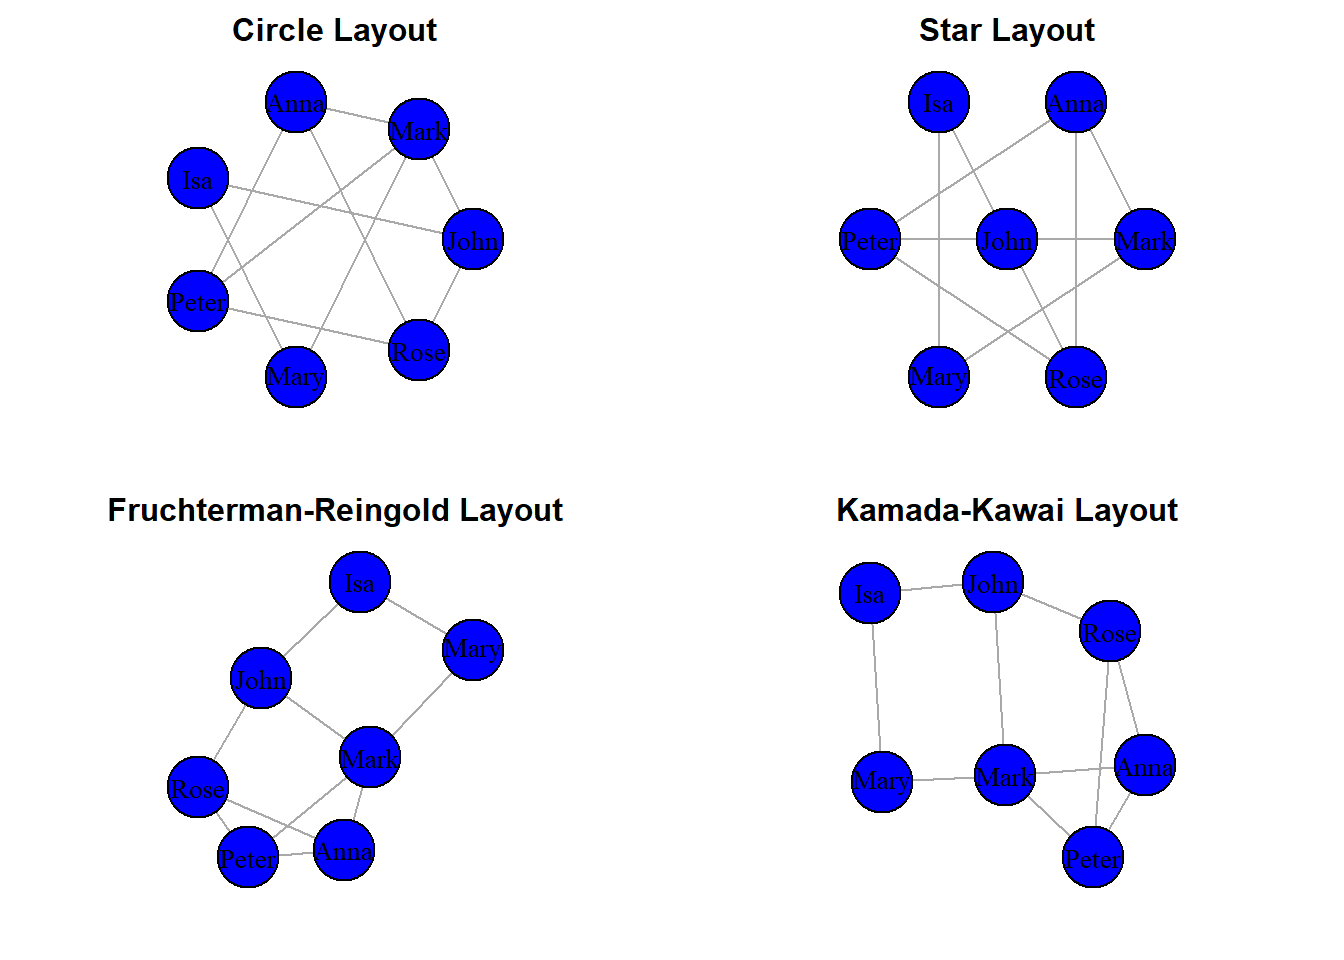 Circle Layout
Anna
Mark
Isa
John
Peter
Rose
Mary
Star Layout
Isa
Anna
Peter
John
Mark
Mary
Rose
Fruchterman-Reingold Layout
Isa
Mary
John
Mark
Rose
Peter
Anna
Kamada-Kawai Layout
Isa
John
Rose
Mary
Mark
Anna
Peter